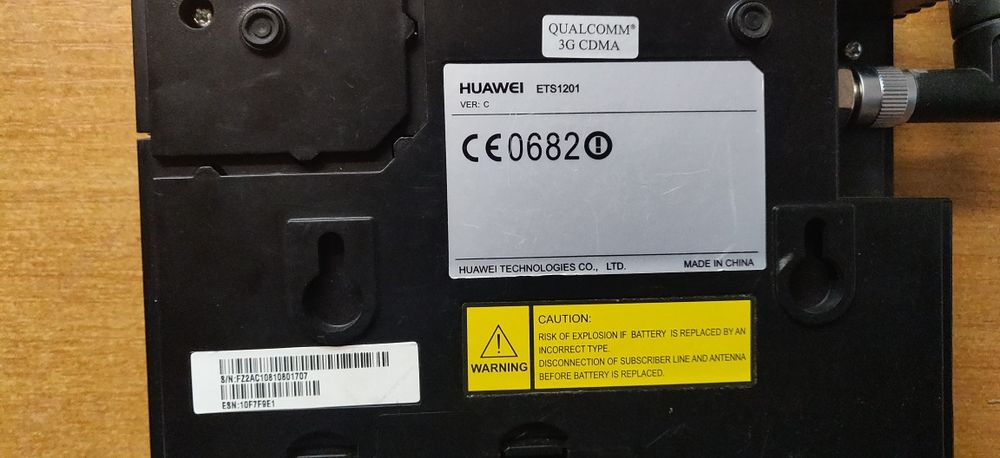 QUALCOMM®
3G CDMA
HUAWEI ETS1201
VER: C
CE0682
HUAWEI TECHNOLOGIES CO., LTD. MADE IN CHINA
WARNING
CAUTION:
RISK OF EXPLOSION IF BATTERY IS REPLACED BY AN
INCORRECT TYPE.
DISCONNECTION OF SUBSCRIBER LINE AND ANTENNA
BEFORE BATTERY IS REPLACED.
S/N:FZ2AC10810801707
ESN:10F7F9E1